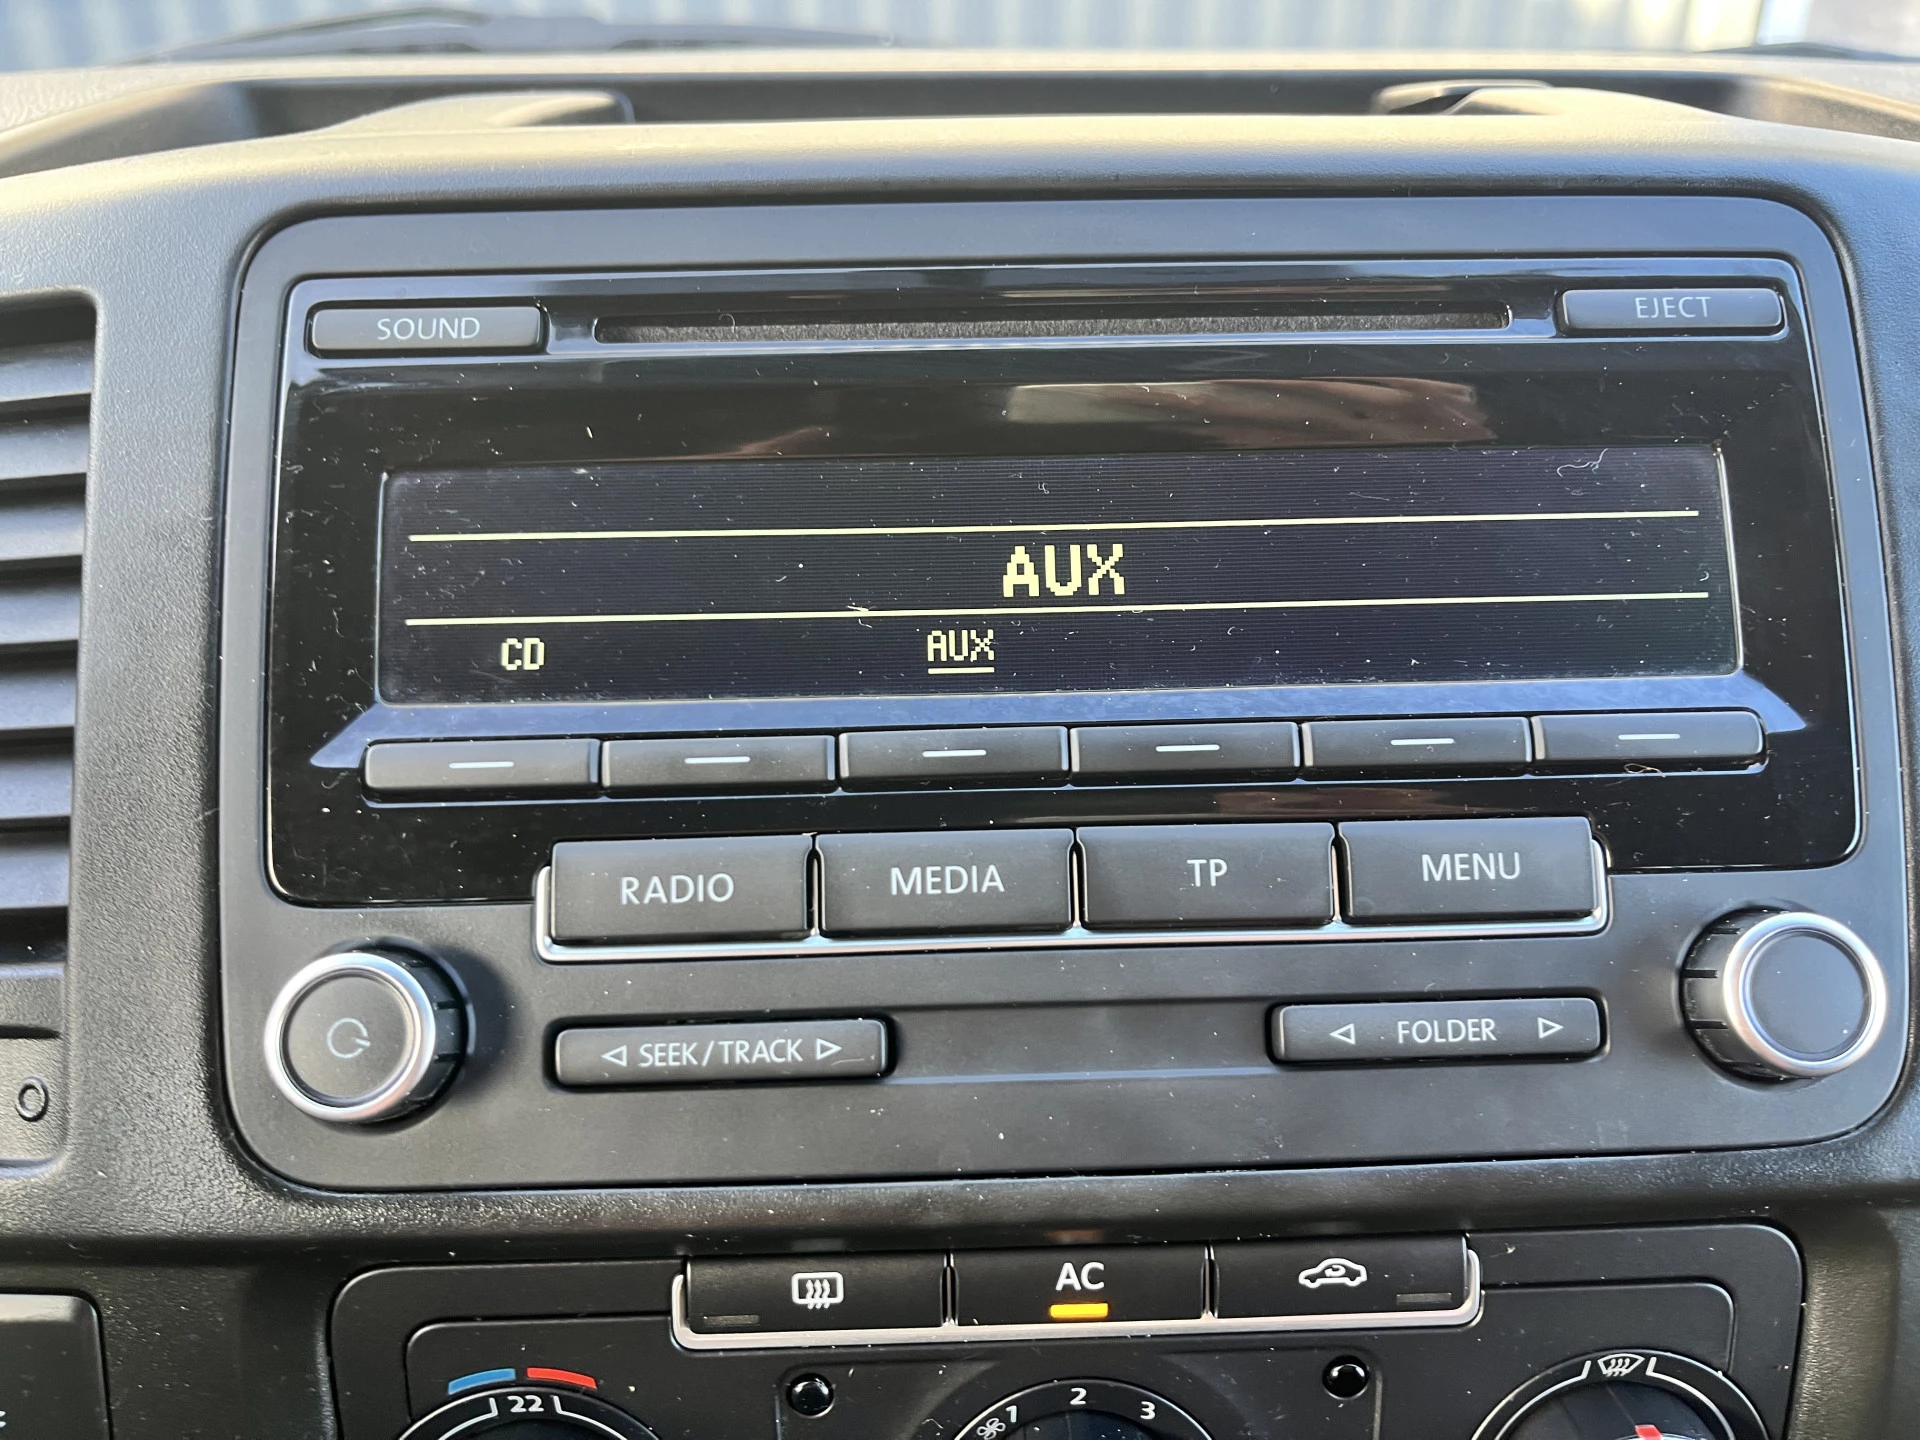 SOUND
EJECT
AUX
CD AUX
RADIO MEDIA TP MENU
SEEK/TRACK
FOLDER
AC
22
1 2 3